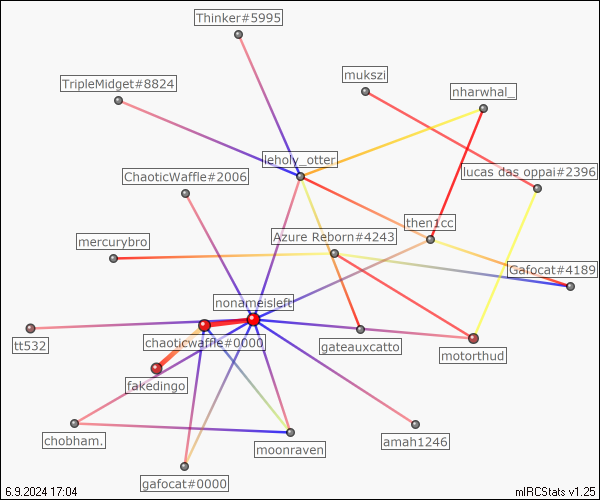 Thinker#5995
mukszi
TripleMidget#8824
nharwhal_
leholy_otter
ChaoticWaffle#2006
lucas das oppai#2396
then1cc
mercurybro
Azure Reborn#4243
Gafocat#4189
nonameisleft
tt532
chaoticwaffle#0000
gateauxcatto
motorthud
fakedingo
chobham.
moonraven
amah1246
gafocat#0000
6.9.2024 17:04
mIRCStats v1.25